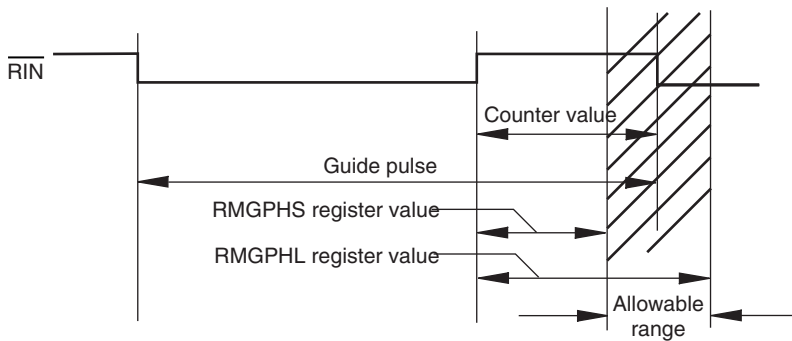 RIN
Counter value
Guide pulse
RMGPHS register value
RMGPHL register value
Allowable
range